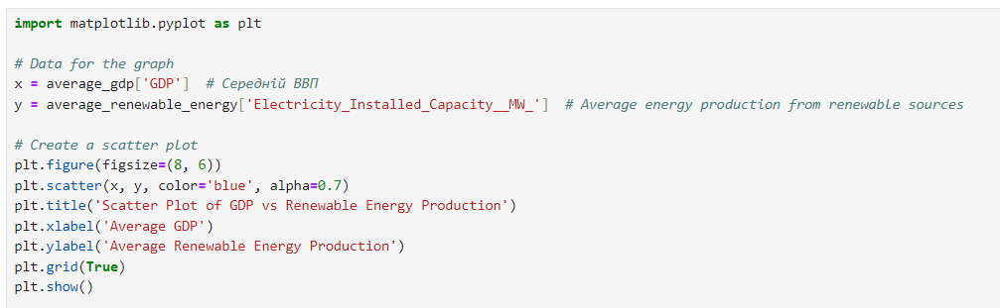 import matplotlib.pyplot as plt
# Data for the graph
x = average_gdp['GDP']  # Середній ВВП
y = average_renewable_energy['Electricity_Installed_Capacity__MW_']  # Average energy production from renewable sources
# Create a scatter plot
plt.figure(figsize=(8, 6))
plt.scatter(x, y, color='blue', alpha=0.7)
plt.title('Scatter Plot of GDP vs Renewable Energy Production')
plt.xlabel('Average GDP')
plt.ylabel('Average Renewable Energy Production')
plt.grid(True)
plt.show()